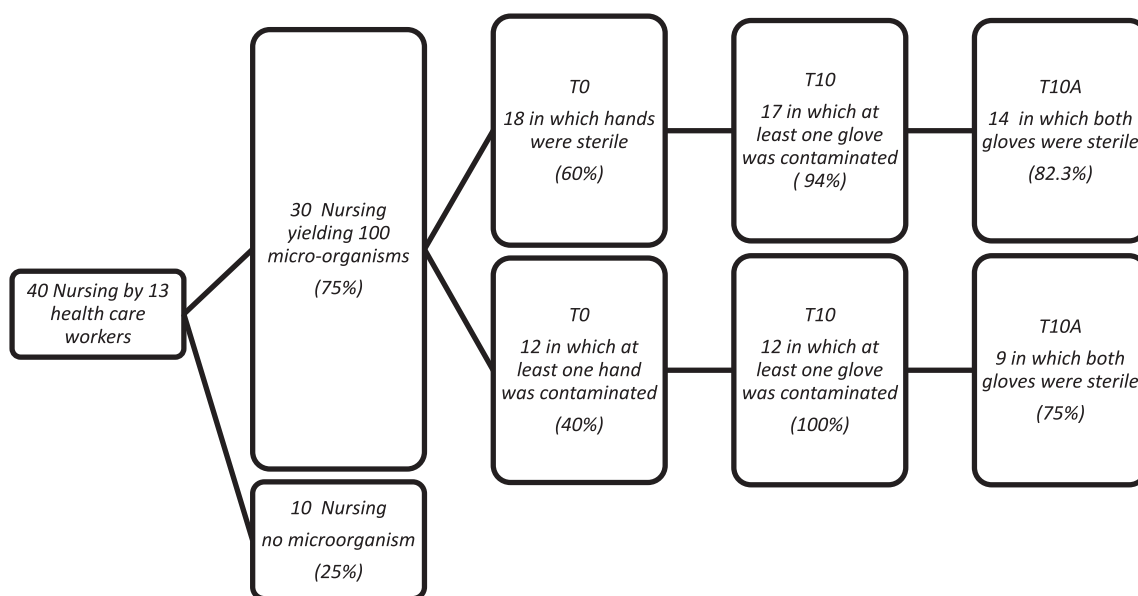 40 Nursing by 13
health care
workers
30 Nursing
yielding 100
micro-organisms
(75%)
10 Nursing
no microorganism
(25%)
T0
18 in which hands
were sterile
(60%)
T10
17 in which at
least one glove
was contaminated
( 94%)
T10A
14 in which both
gloves were sterile
(82.3%)
T0
12 in which at
least one hand
was contaminated
(40%)
T10
12 in which at
least one glove
was contaminated
(100%)
T10A
9 in which both
gloves were sterile
(75%)